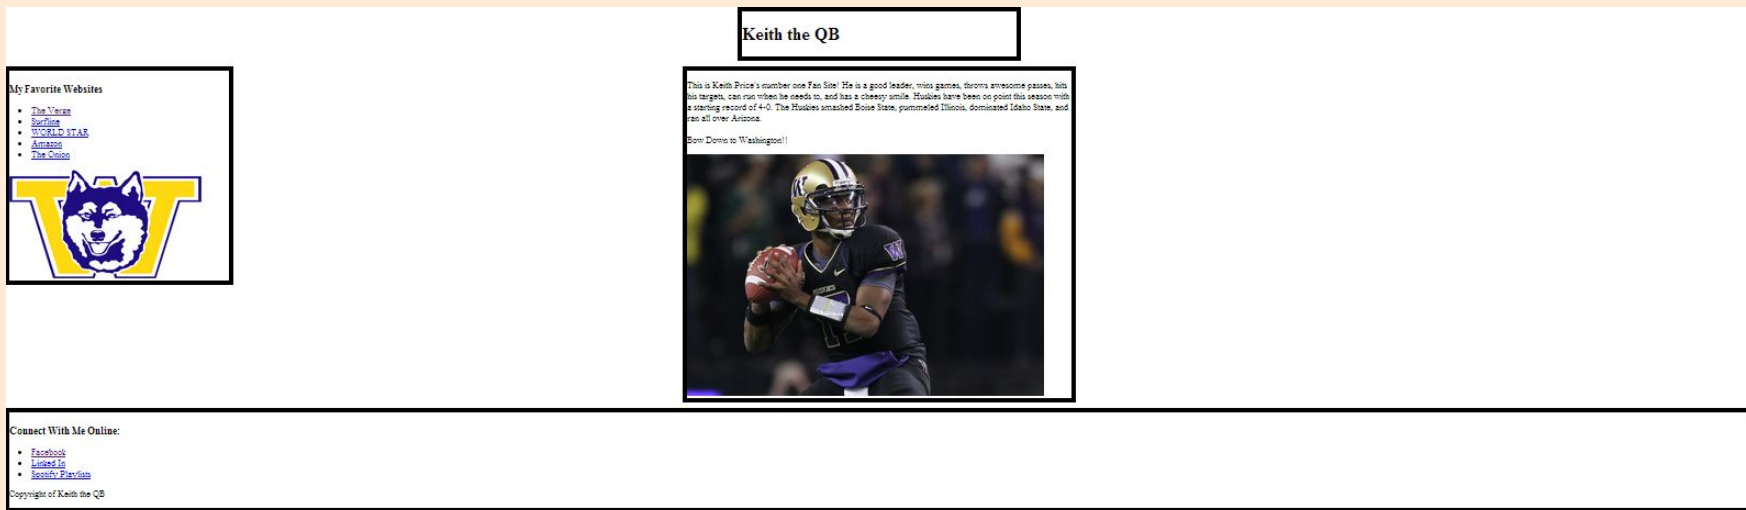 Keith the QB
My Favorite Websites
The Verge
Surfline
WORLD STAR
Amazon
The Onion
This is Keith Price's number one Fan Site! He is a good leader, wins games, throws awesome passes, hits
his targets, can run when he needs to, and has a cheesy smile. Huskies have been on point this season with
a starting record of 4-0. The Huskies smashed Boise State, pummeled Illinois, dominated Idaho State, and
ran all over Arizona.
Bow Down to Washington!!
W
W
HUSKIES
Connect With Me Online:
Facebook
Linked In
Spotify Playlists
Copyright of Keith the QB